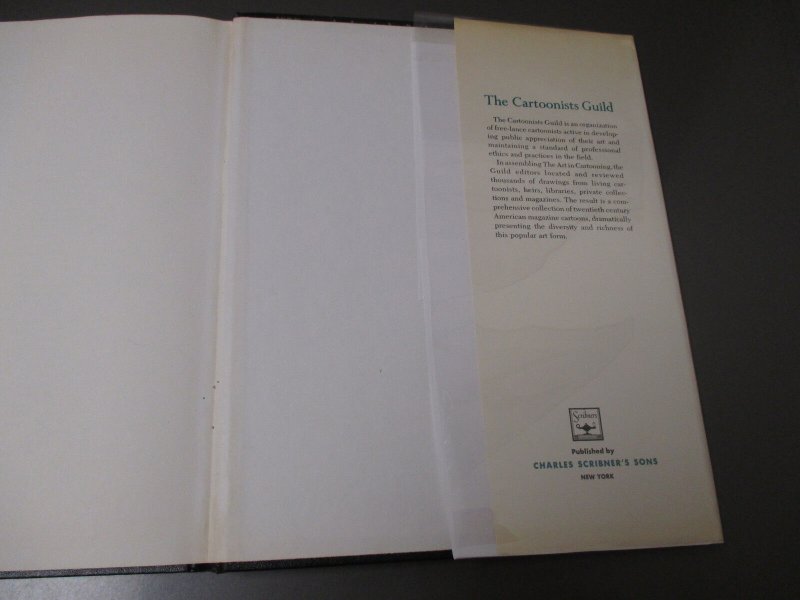 The Cartoonists Guild
The Cartoonists Guild is an organization
of free-lance cartoonists active in develop-
ing public appreciation of their art and
maintaining a standard of professional
ethics and practices in the field.
In assembling The Art in Cartooning, the
Guild editors located and reviewed
thousands of drawings from living car-
toonists, heirs, libraries, private collec-
tions and magazines. The result is a com-
prehensive collection of twentieth century
American magazine cartoons, dramatically
presenting the diversity and richness of
this popular art form.
Scribners
Published by
CHARLES SCRIBNER'S SONS
NEW YORK